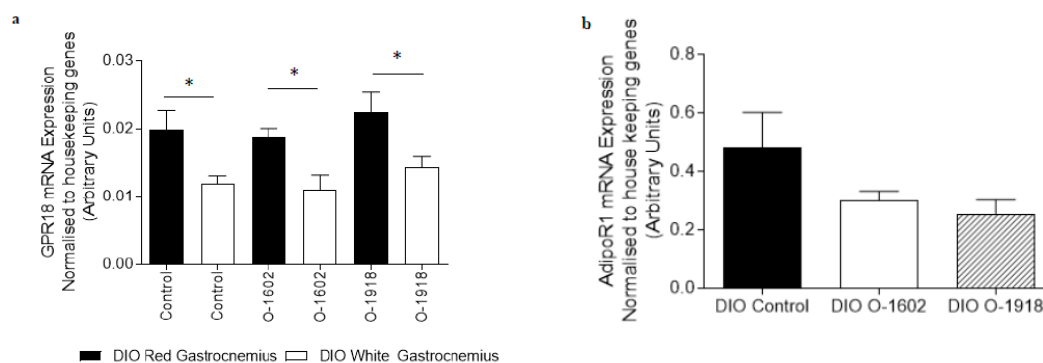 a
GPR18 mRNA Expression
Normalised to housekeeping genes
(Arbitrary Units)
0.03
0.02
0.01
0.00
*
*
*
Control
Control
O-1602
O-1602
O-1918
O-1918
DIO Red Gastrocnemius
DIO White Gastrocnemius
b
AdipoR1 mRNA Expression
Normalised to house keeping genes
(Arbitrary Units)
0.8
0.6
0.4
0.2
0.0
DIO Control
DIO O-1602
DIO O-1918